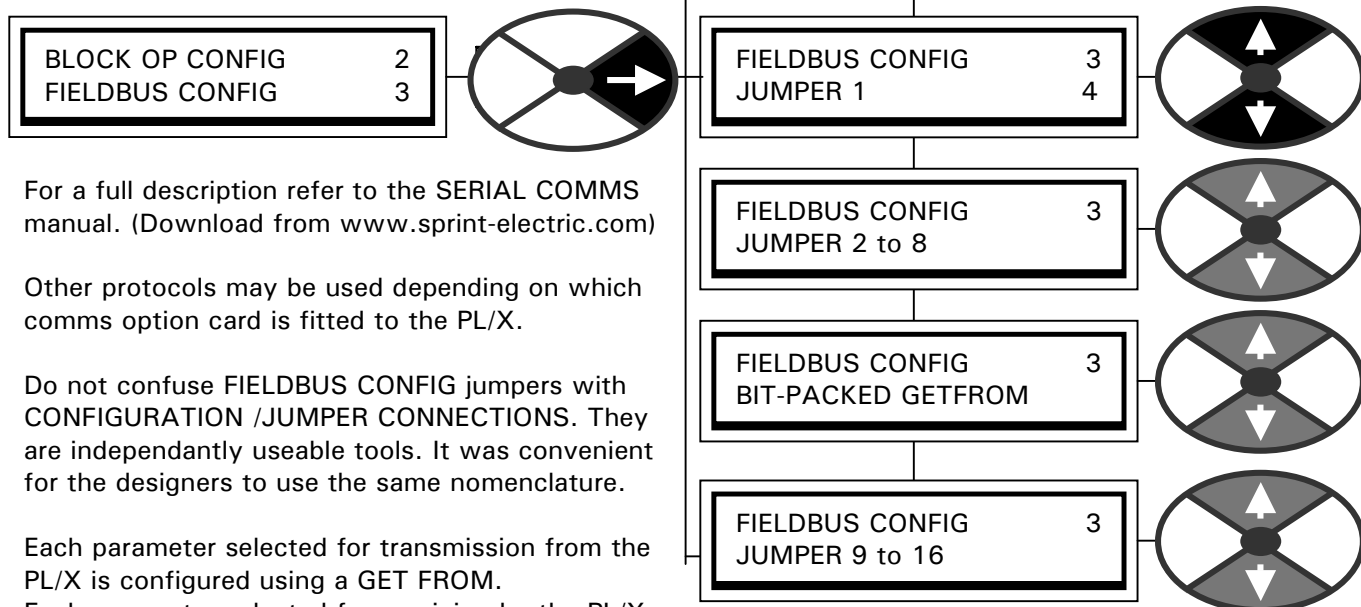 BLOCK OP CONFIG 2
FIELDBUS CONFIG 3
FIELDBUS CONFIG 3
JUMPER 1 4
For a full description refer to the SERIAL COMMS
manual. (Download from www.sprint-electric.com)
Other protocols may be used depending on which
comms option card is fitted to the PL/X.
Do not confuse FIELDBUS CONFIG jumpers with
CONFIGURATION /JUMPER CONNECTIONS. They
are independantly useable tools. It was convenient
for the designers to use the same nomenclature.
Each parameter selected for transmission from the
PL/X is configured using a GET FROM.
FIELDBUS CONFIG 3
JUMPER 2 to 8
FIELDBUS CONFIG 3
BIT-PACKED GETFROM
FIELDBUS CONFIG 3
JUMPER 9 to 16